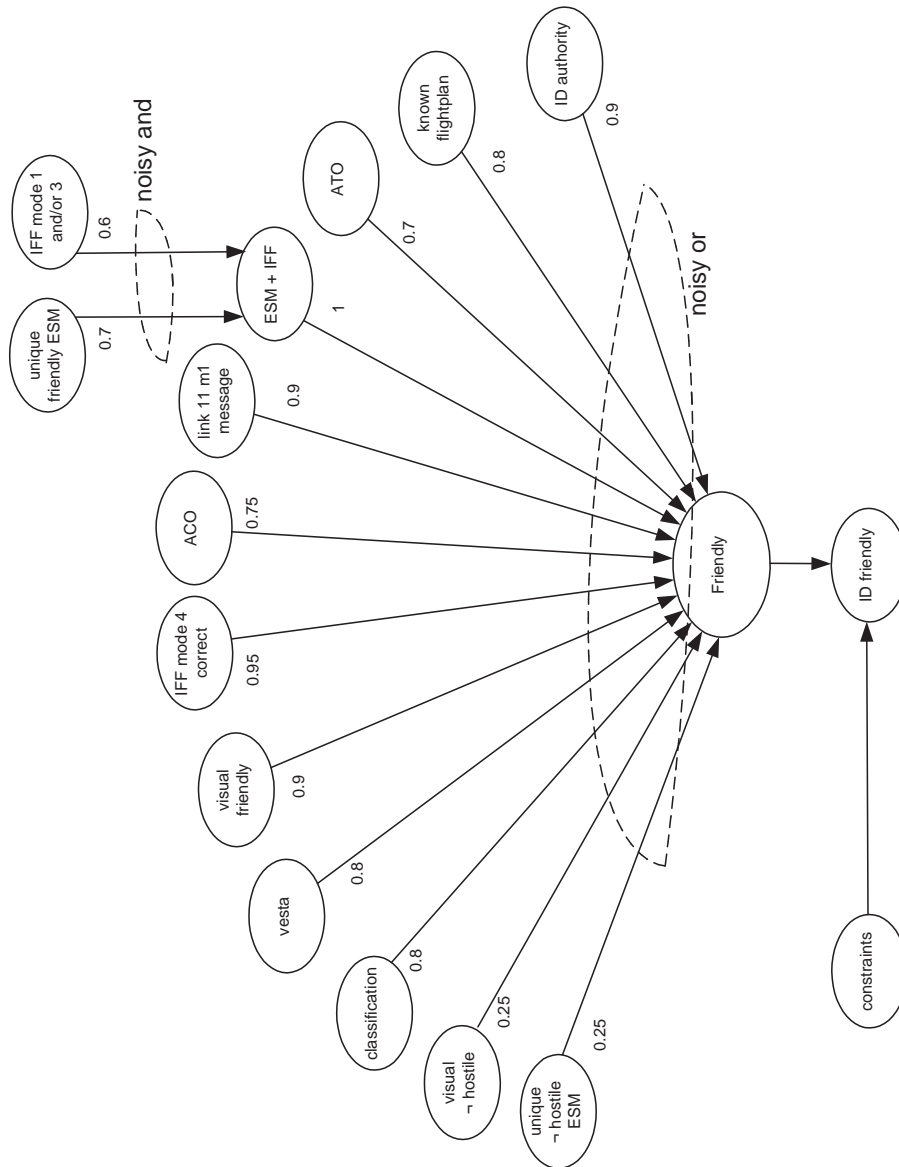 unique
friendly ESM
0.7
IFF mode 1
and/or 3
0.6
noisy and
ESM + IFF
1
unique
¬ hostile
ESM
0.25
visual
¬ hostile
0.25
classification
0.8
vesta
0.8
visual
friendly
0.9
IFF mode 4
correct
0.95
ACO
0.75
link 11 m1
message
0.9
ATO
0.7
known
flightplan
0.8
ID authority
0.9
noisy or
Friendly
constraints
ID friendly